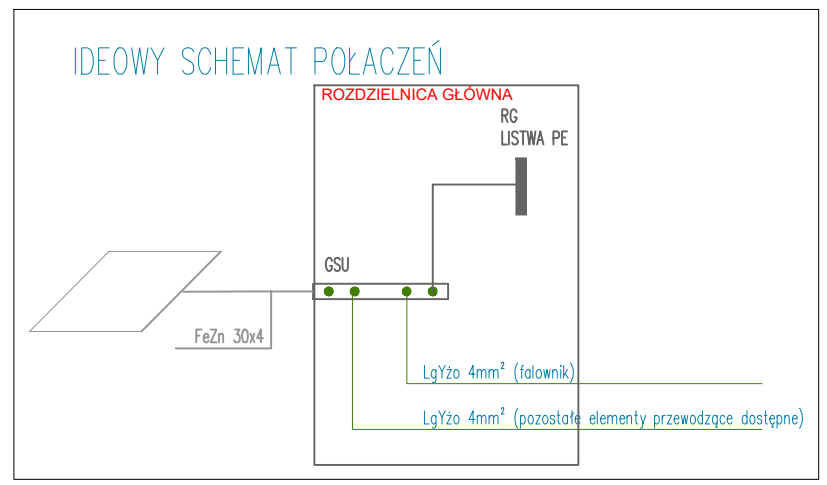 IDEOWY SCHEMAT POŁACZEŃ
ROZDZIELNICA GŁÓWNA
RG
LISTWA PE
GSU
FeZn 30x4
LgYżo 4mm² (falownik)
LgYżo 4mm² (pozostałe elementy przewodzące dostępne)